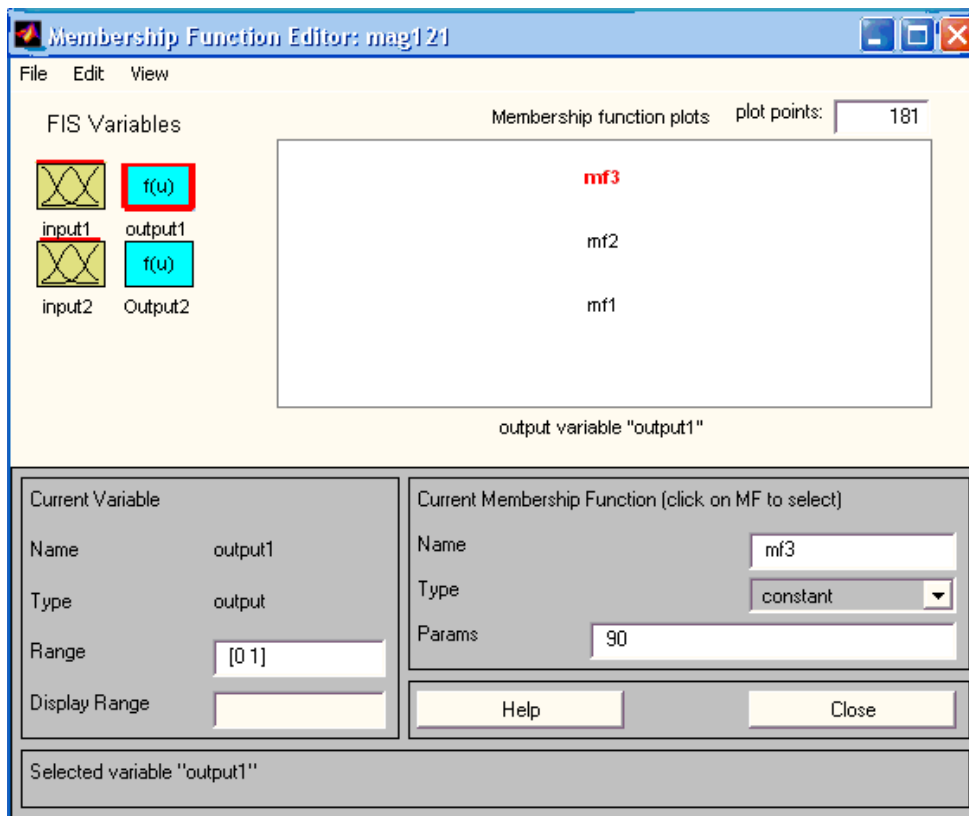 Membership Function Editor: mag121
File Edit View
FIS Variables
Membership function plots plot points: 181
f(u)
input1 output1
f(u)
input2 Output2
mf3
mf2
mf1
output variable "output1"
Current Variable
Name output1
Type output
Range [0 1]
Display Range
Current Membership Function (click on MF to select)
Name mf3
Type constant
Params 90
Help Close
Selected variable "output1"